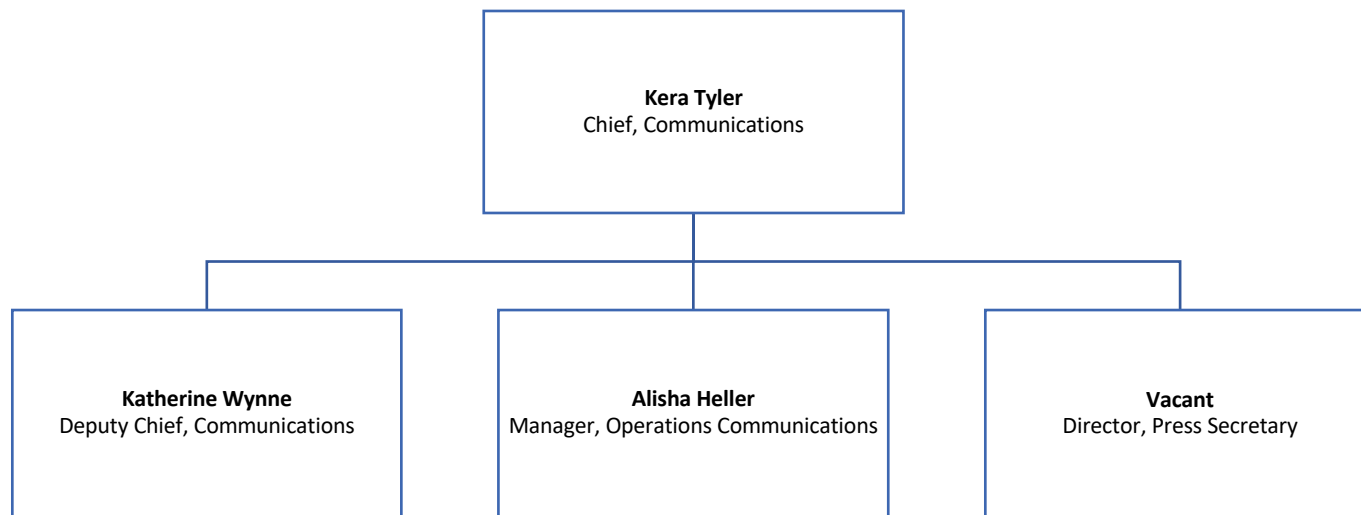 Kera Tyler
Chief, Communications
Katherine Wynne
Deputy Chief, Communications
Alisha Heller
Manager, Operations Communications
Vacant
Director, Press Secretary